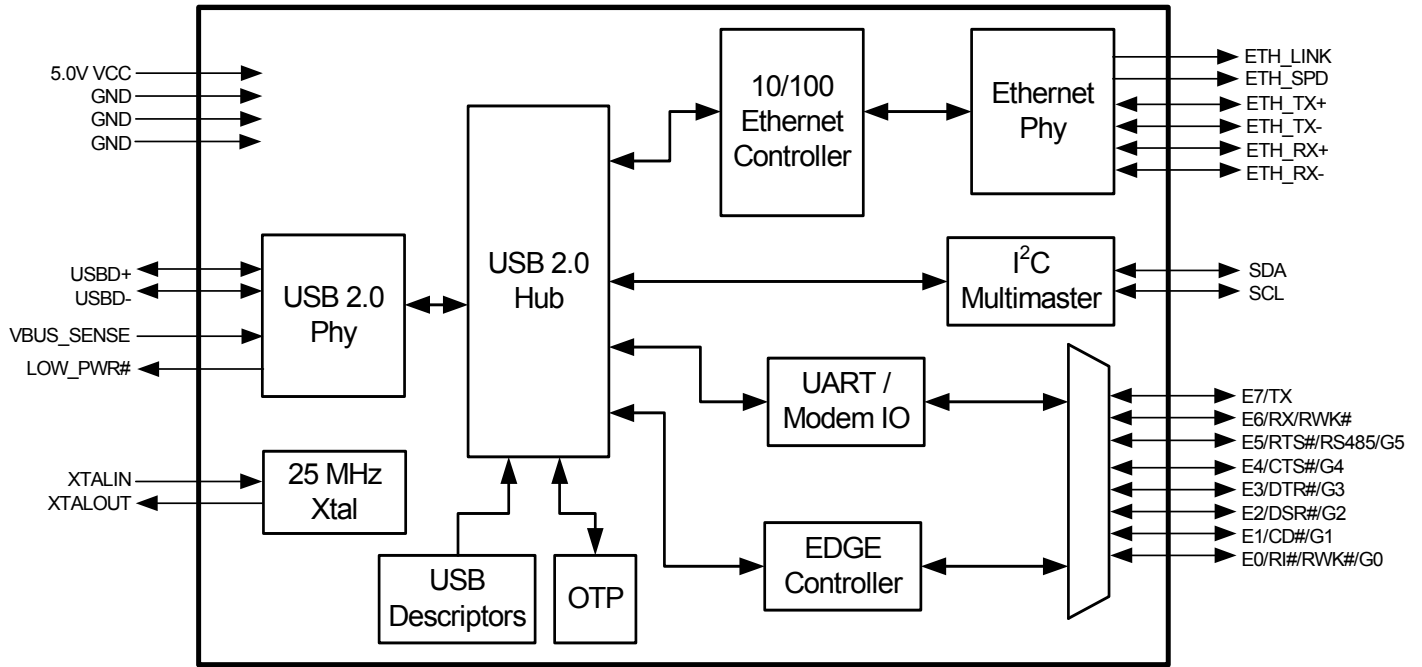 5.0V VCC
GND
GND
GND
USBD+
USBD-
VBUS_SENSE
LOW_PWR#
XTALIN
XTALOUT
USB 2.0
Phy
25 MHz
Xtal
USB 2.0
Hub
USB
Descriptors
OTP
10/100
Ethernet
Controller
Ethernet
Phy
I²C
Multimaster
UART /
Modem IO
EDGE
Controller
ETH_LINK
ETH_SPD
ETH_TX+
ETH_TX-
ETH_RX+
ETH_RX-
SDA
SCL
E7/TX
E6/RX/RWK#
E5/RTS#/RS485/G5
E4/CTS#/G4
E3/DTR#/G3
E2/DSR#/G2
E1/CD#/G1
E0/RI#/RWK#/G0